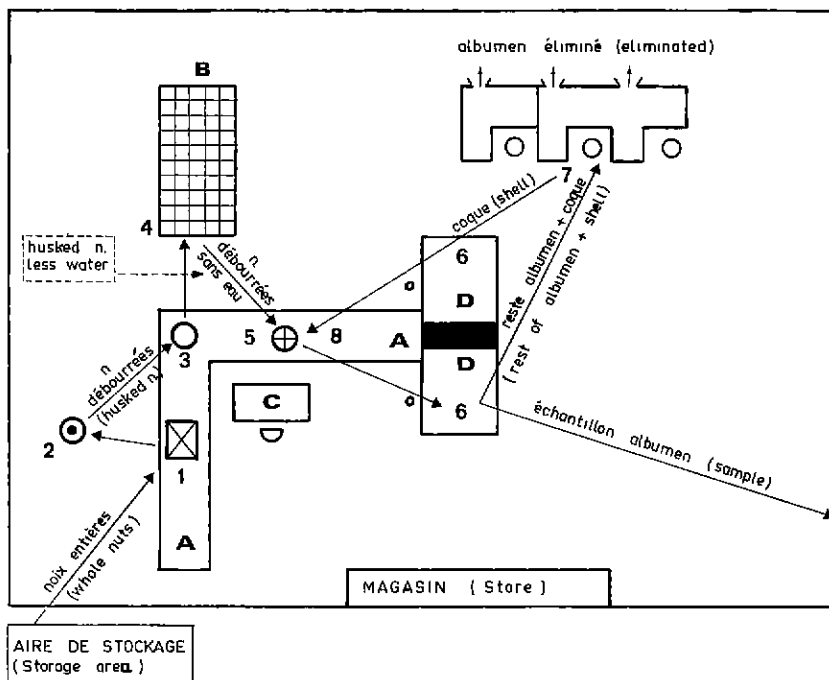 albumen éliminé (eliminated)
B
7
coque (shell)
reste albumen + coque
(rest of albumen + shell)
4
husked n.
less water
n.
débourrées
sans eau
6
D
3
5
8
A
D
6
n
débourrées
(husked n.)
C
2
1
échantillon albumen (sample)
noix entières
(whole nuts)
A
MAGASIN ( Store )
AIRE DE STOCKAGE
( Storage area )